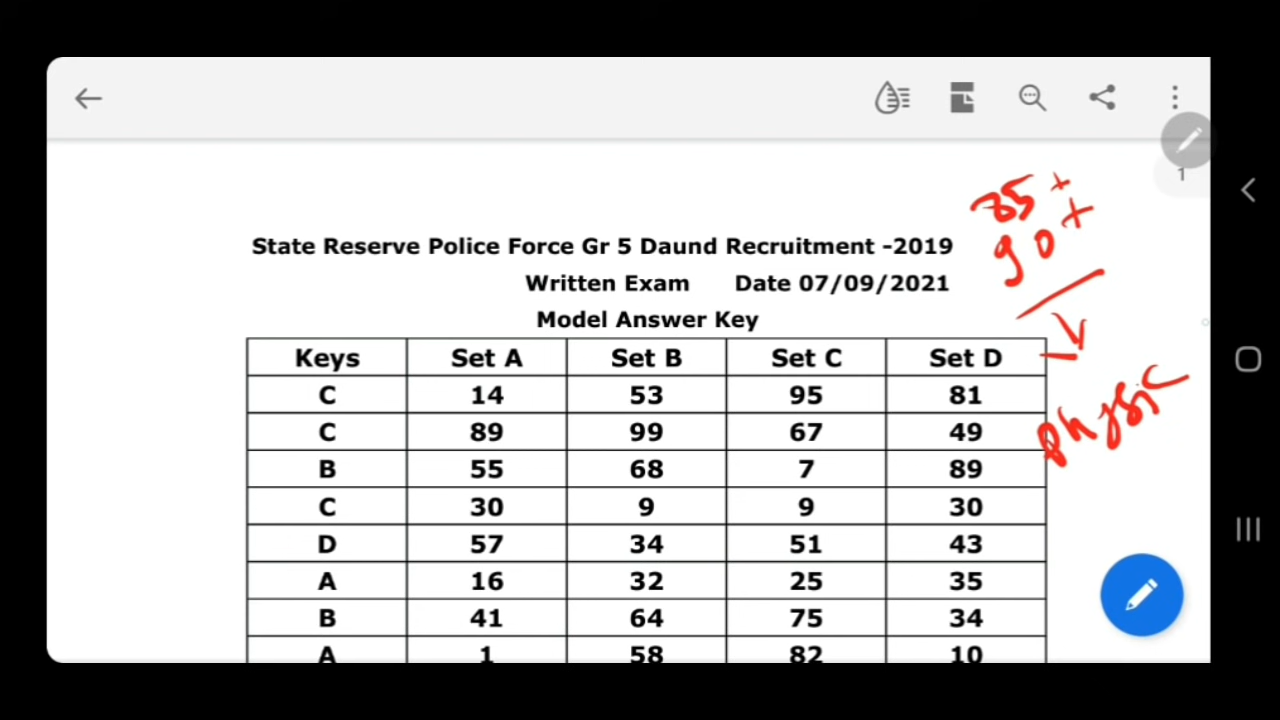 1
State Reserve Police Force Gr 5 Daund Recruitment -2019
Written Exam Date 07/09/2021
Model Answer Key
Keys Set A Set B Set C Set D
C 14 53 95 81
C 89 99 67 49
B 55 68 7 89
C 30 9 9 30
D 57 34 51 43
A 16 32 25 35
B 41 64 75 34
A 1 58 82 10
90 +
Physic